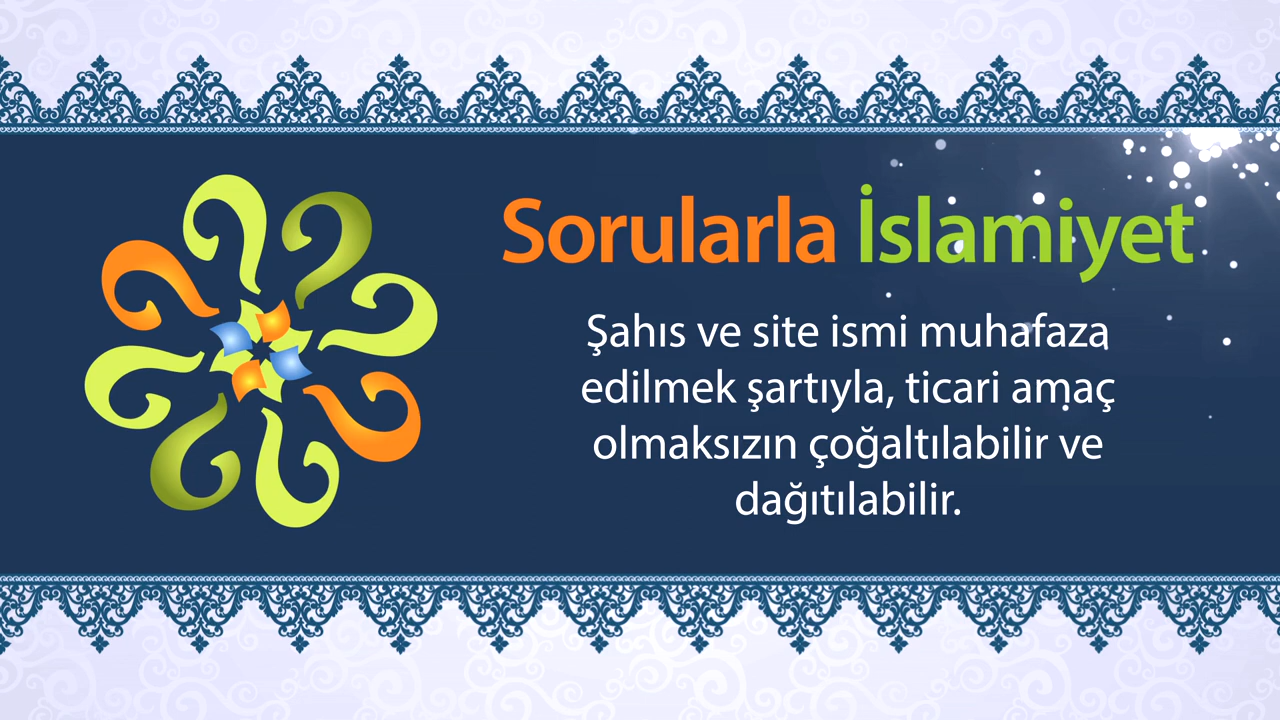 Sorularla İslamiyet
Şahıs ve site ismi muhafaza
edilmek şartıyla, ticari amaç
olmaksızın çoğaltılabilir ve
dağıtılabilir.